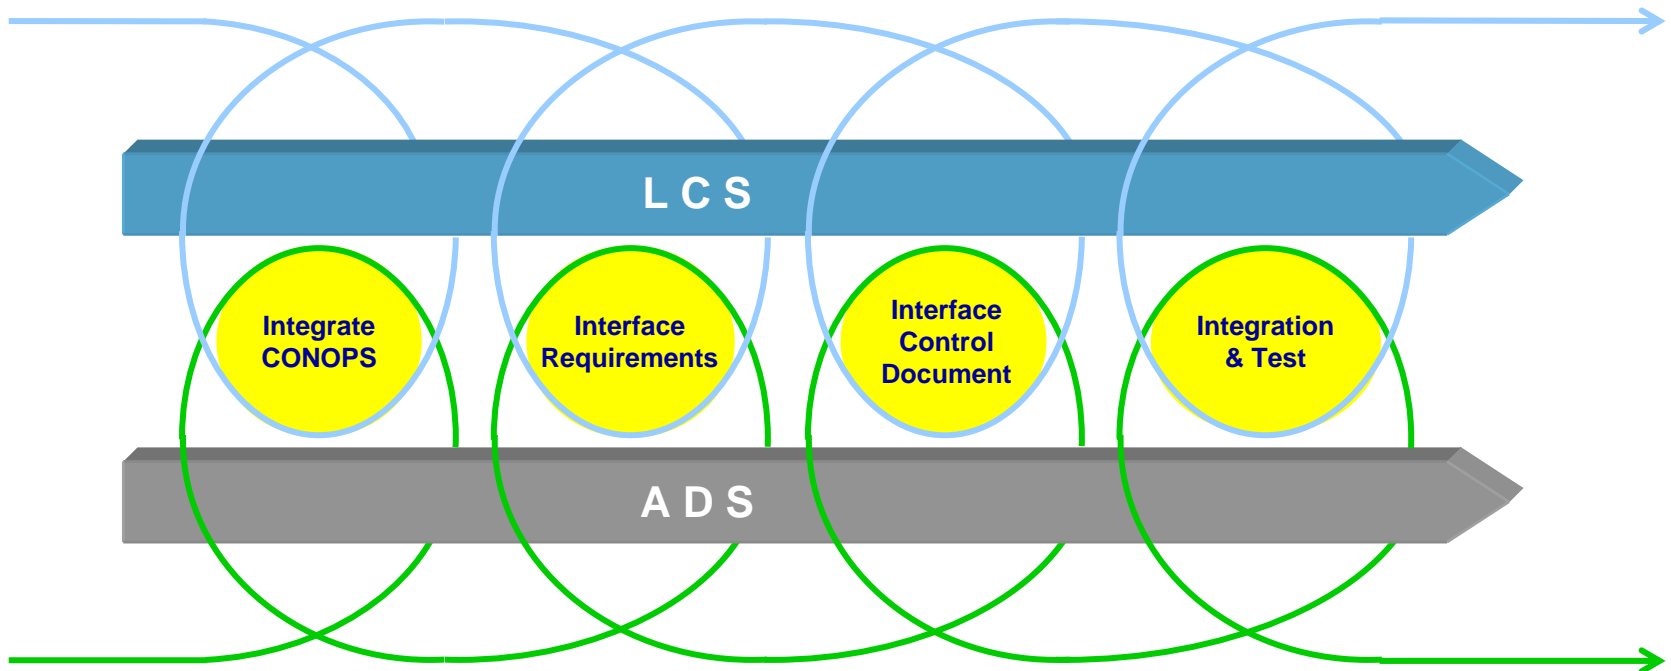 L C S
Integrate
CONOPS
Interface
Requirements
Interface
Control
Document
Integration
& Test
A D S